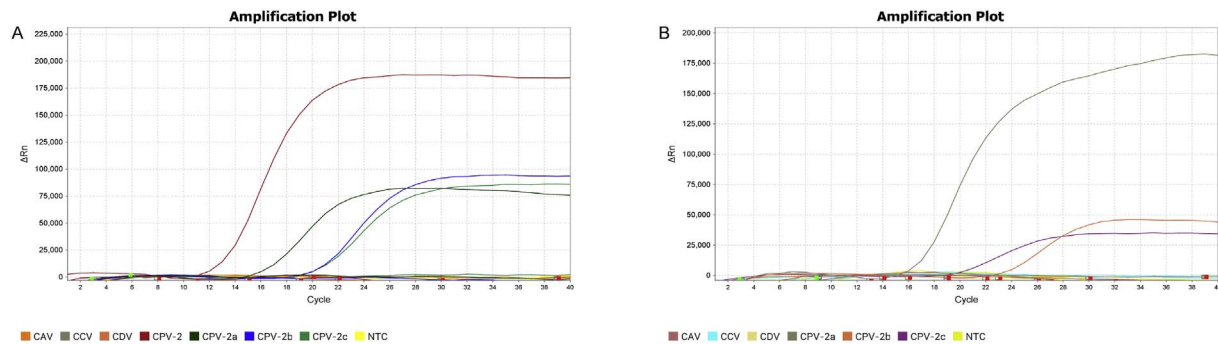 A
Amplification Plot
225,000
200,000
175,000
150,000
125,000
100,000
75,000
50,000
25,000
0
ΔRn
2 4 6 8 10 12 14 16 18 20 22 24 26 28 30 32 34 36 38 40
Cycle
CAV CCV CDV CPV-2 CPV-2a CPV-2b CPV-2c NTC
B
Amplification Plot
200,000
175,000
150,000
125,000
100,000
75,000
50,000
25,000
0
ΔRn
2 4 6 8 10 12 14 16 18 20 22 24 26 28 30 32 34 36 38 40
Cycle
CAV CCV CDV CPV-2a CPV-2b CPV-2c NTC